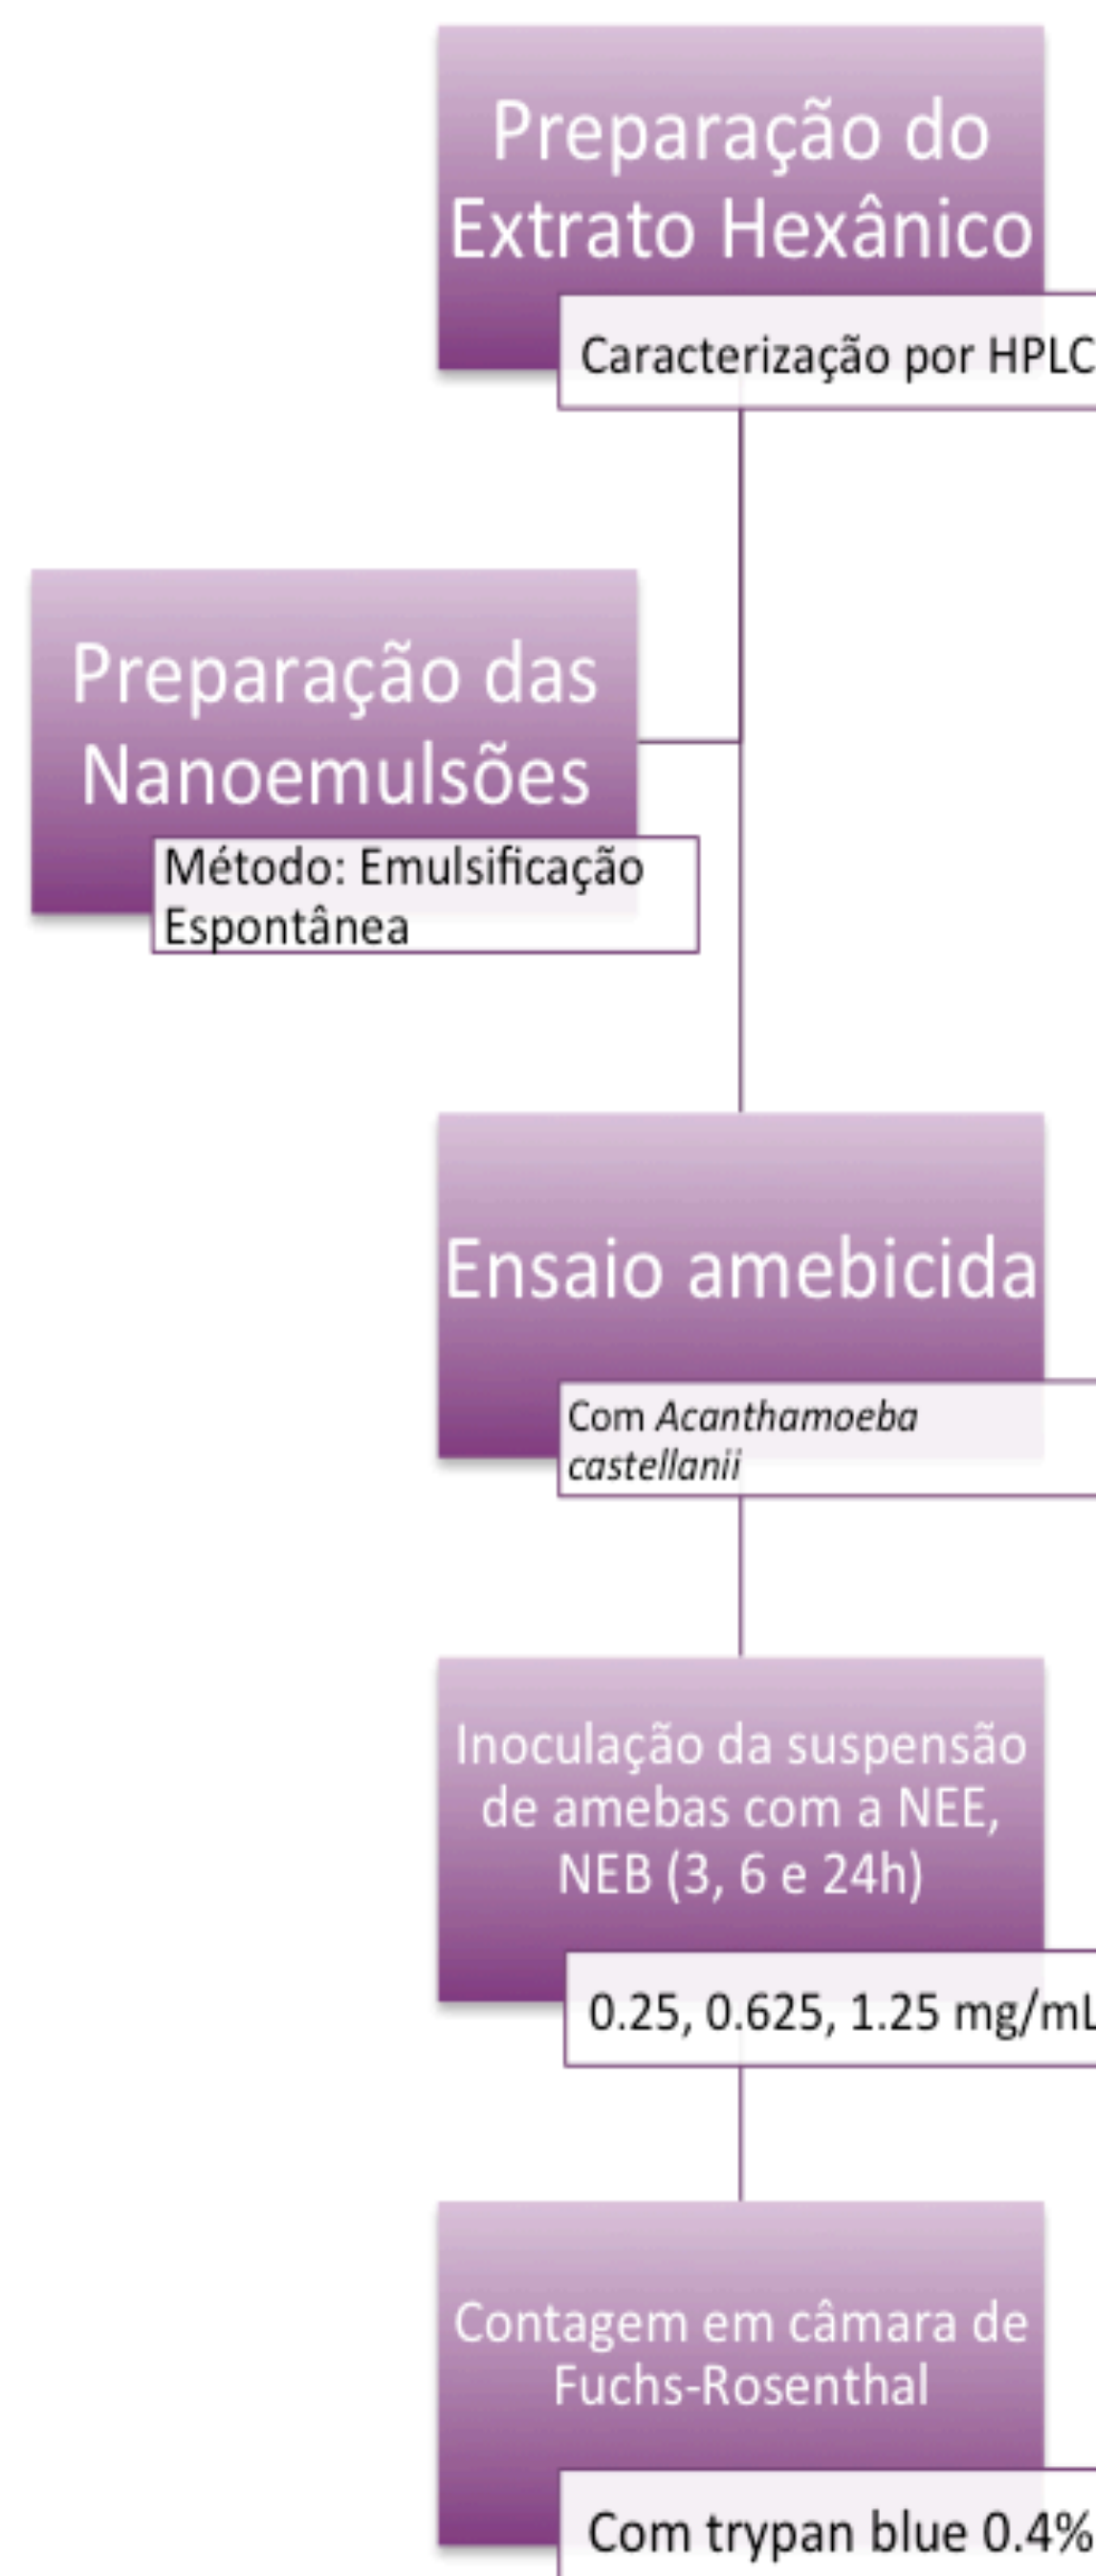 Preparação do
Extrato Hexânico
Caracterização por HPLC
Preparação das
Nanoemulsões
Método: Emulsificação
Espontânea
Ensaio amebicida
Com Acanthamoeba
castellanii
Inoculação da suspensão
de amebas com a NEE,
NEB (3, 6 e 24h)
0.25, 0.625, 1.25 mg/mL
Contagem em câmara de
Fuchs-Rosenthal
Com trypan blue 0.4%